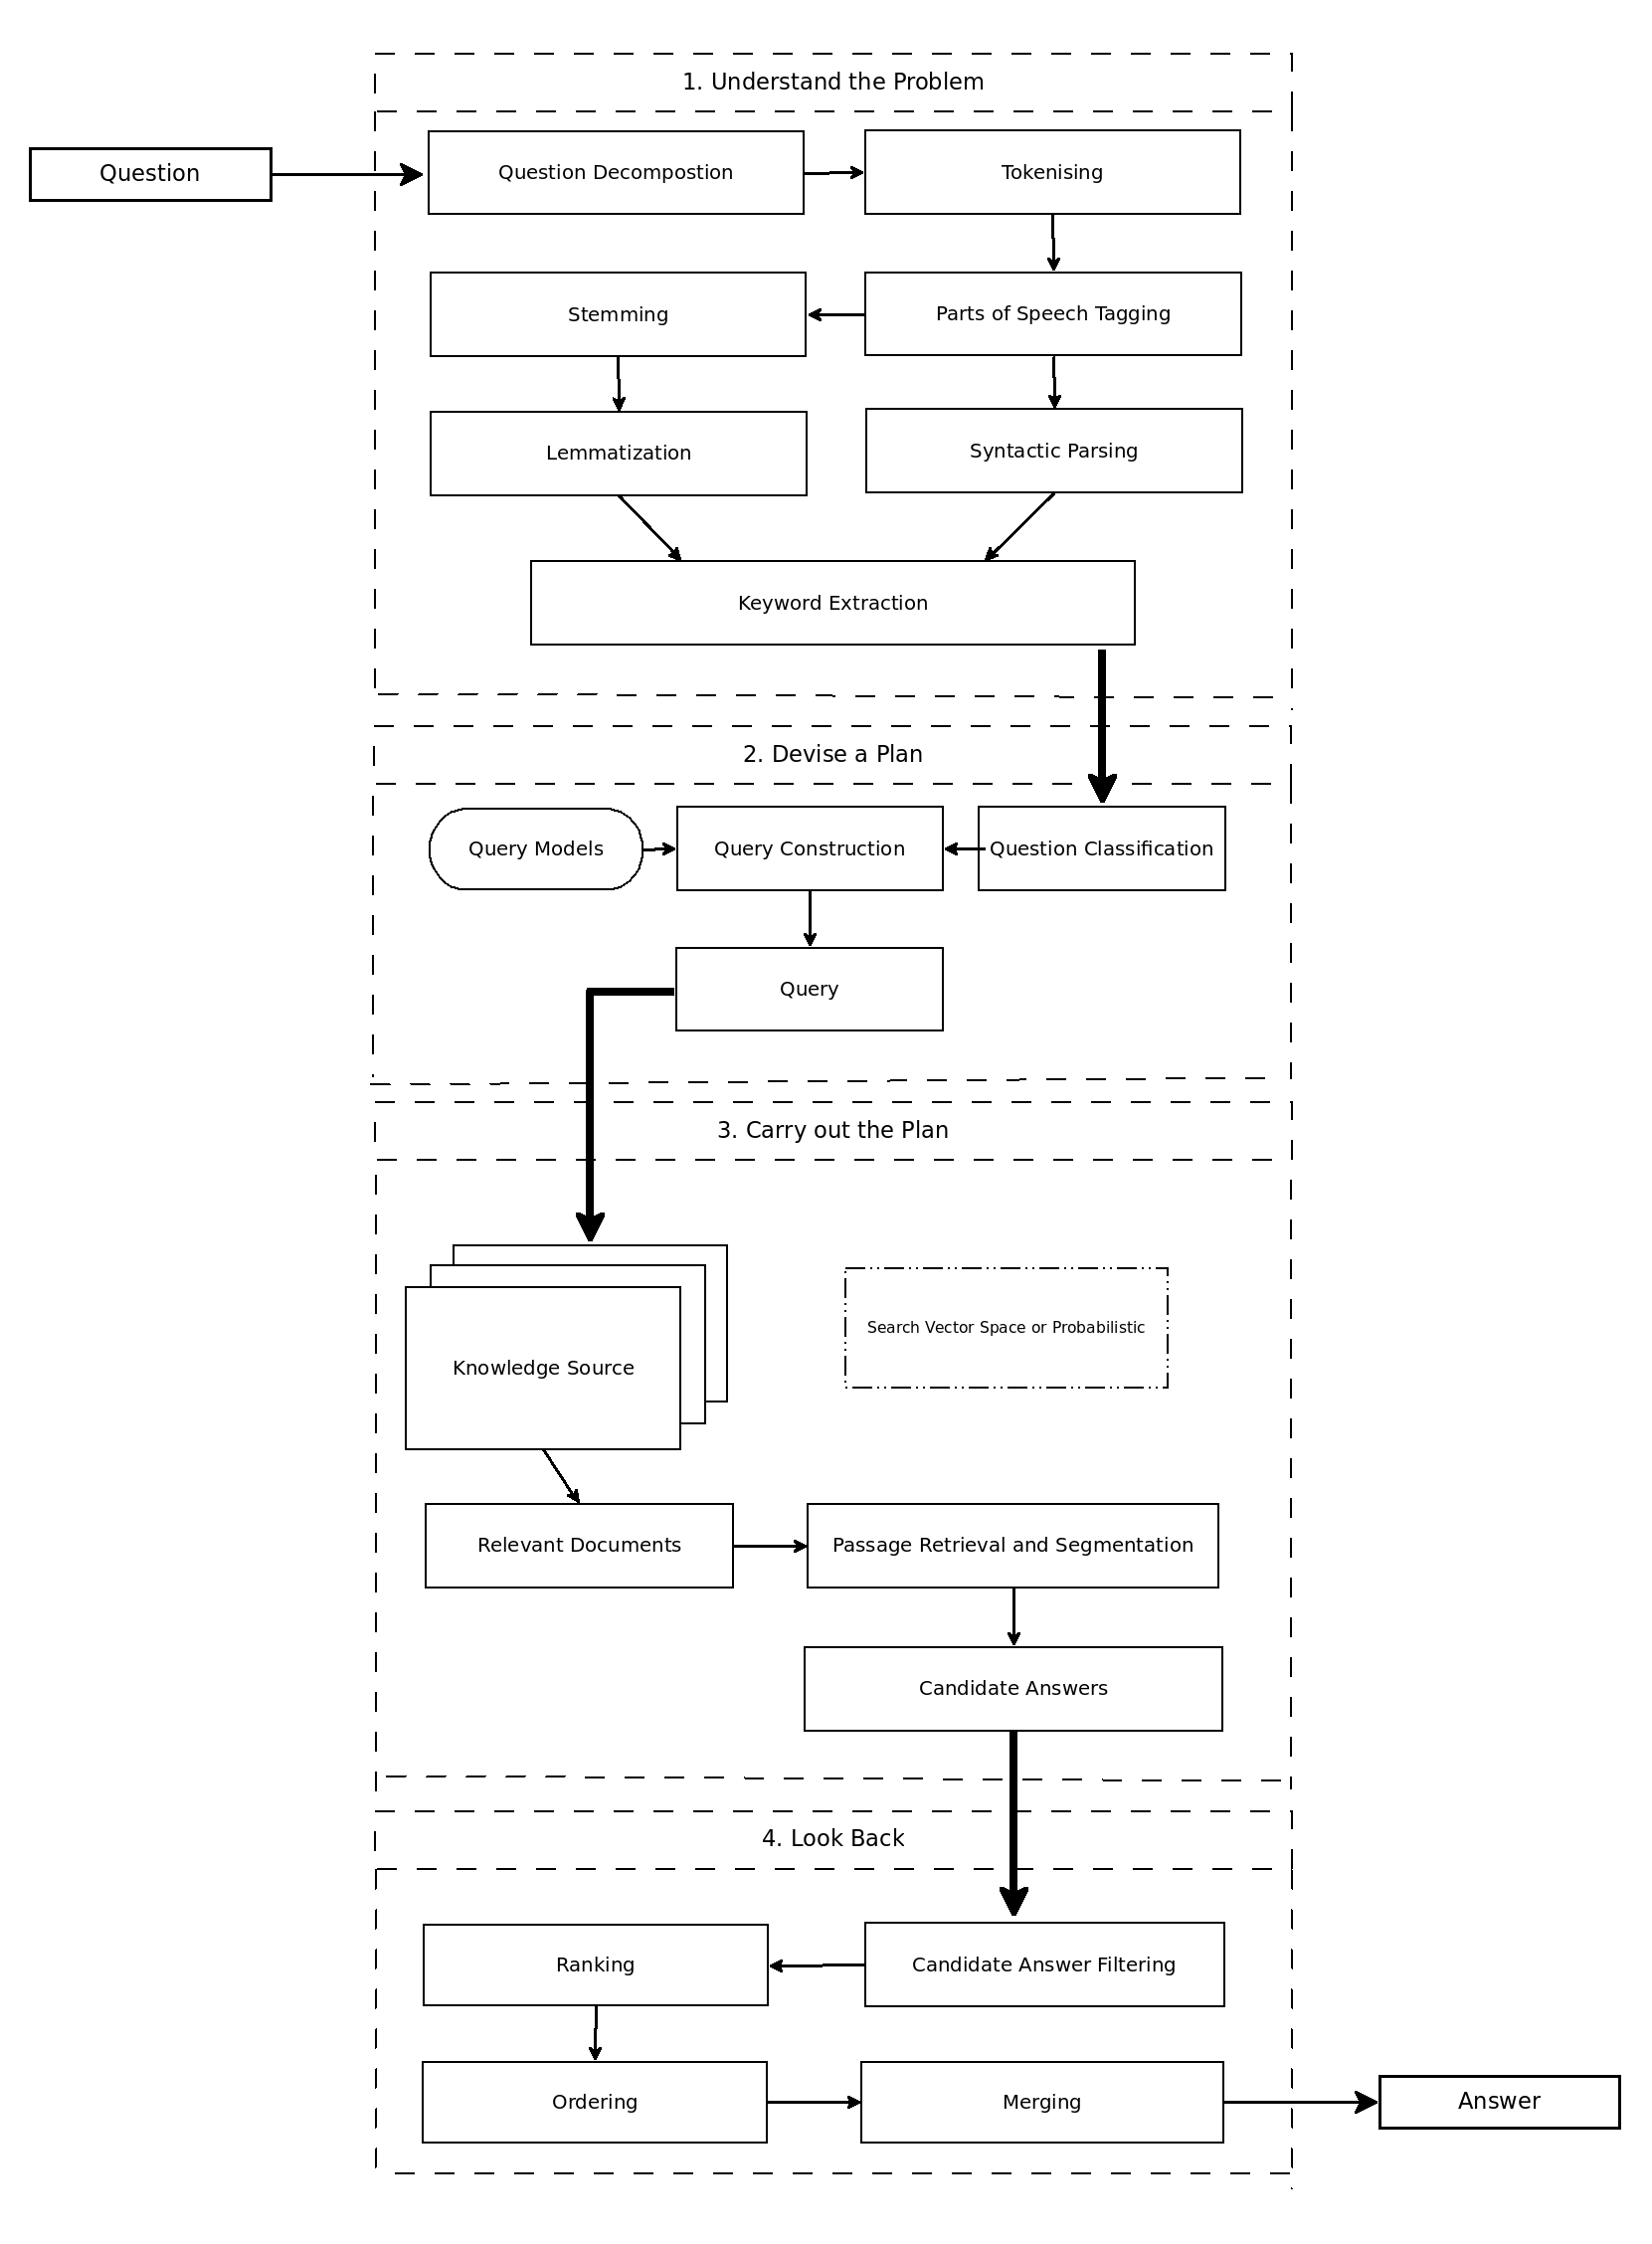 1. Understand the Problem
Question
Question Decompostion
Tokenising
Stemming
Parts of Speech Tagging
Lemmatization
Syntactic Parsing
Keyword Extraction
2. Devise a Plan
Query Models
Query Construction
Question Classification
Query
3. Carry out the Plan
Knowledge Source
Search Vector Space or Probabilistic
Relevant Documents
Passage Retrieval and Segmentation
Candidate Answers
4. Look Back
Ranking
Candidate Answer Filtering
Ordering
Merging
Answer